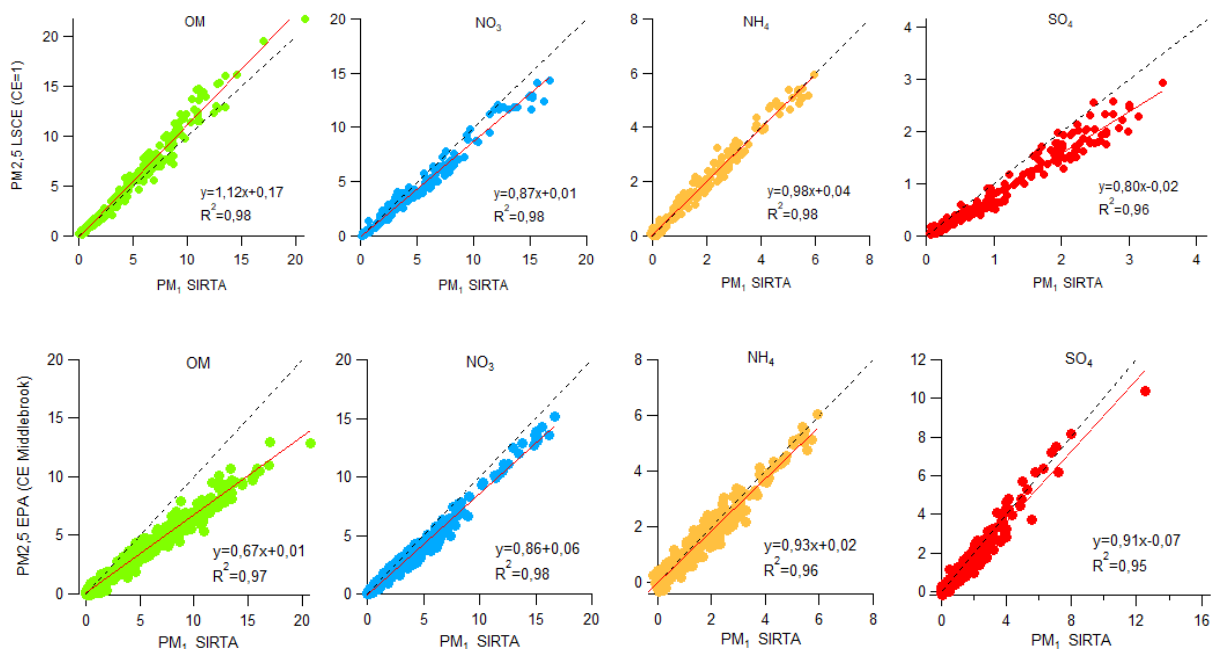 OM
NO3
NH4
SO4
PM2,5 LSCE (CE=1)
20
15
10
5
0
y=1,12x+0,17
R2=0,98
0 5 10 15 20
PM1 SIRTA
20
15
10
5
0
y=0,87x+0,01
R2=0,98
0 5 10 15 20
PM1 SIRTA
8
6
4
2
0
y=0,98x+0,04
R2=0,98
0 2 4 6 8
PM1 SIRTA
4
3
2
1
0
y=0,80x-0,02
R2=0,96
0 1 2 3 4
PM1 SIRTA
OM
NO3
NH4
SO4
PM2,5 EPA (CE Middlebrook)
20
15
10
5
0
y=0,67x+0,01
R2=0,97
0 5 10 15 20
PM1 SIRTA
20
15
10
5
0
y=0,86+0,06
R2=0,98
0 5 10 15 20
PM1 SIRTA
8
6
4
2
0
y=0,93x+0,02
R2=0,96
0 2 4 6 8
PM1 SIRTA
12
10
8
6
4
2
0
y=0,91x-0,07
R2=0,95
0 4 8 12 16
PM1 SIRTA